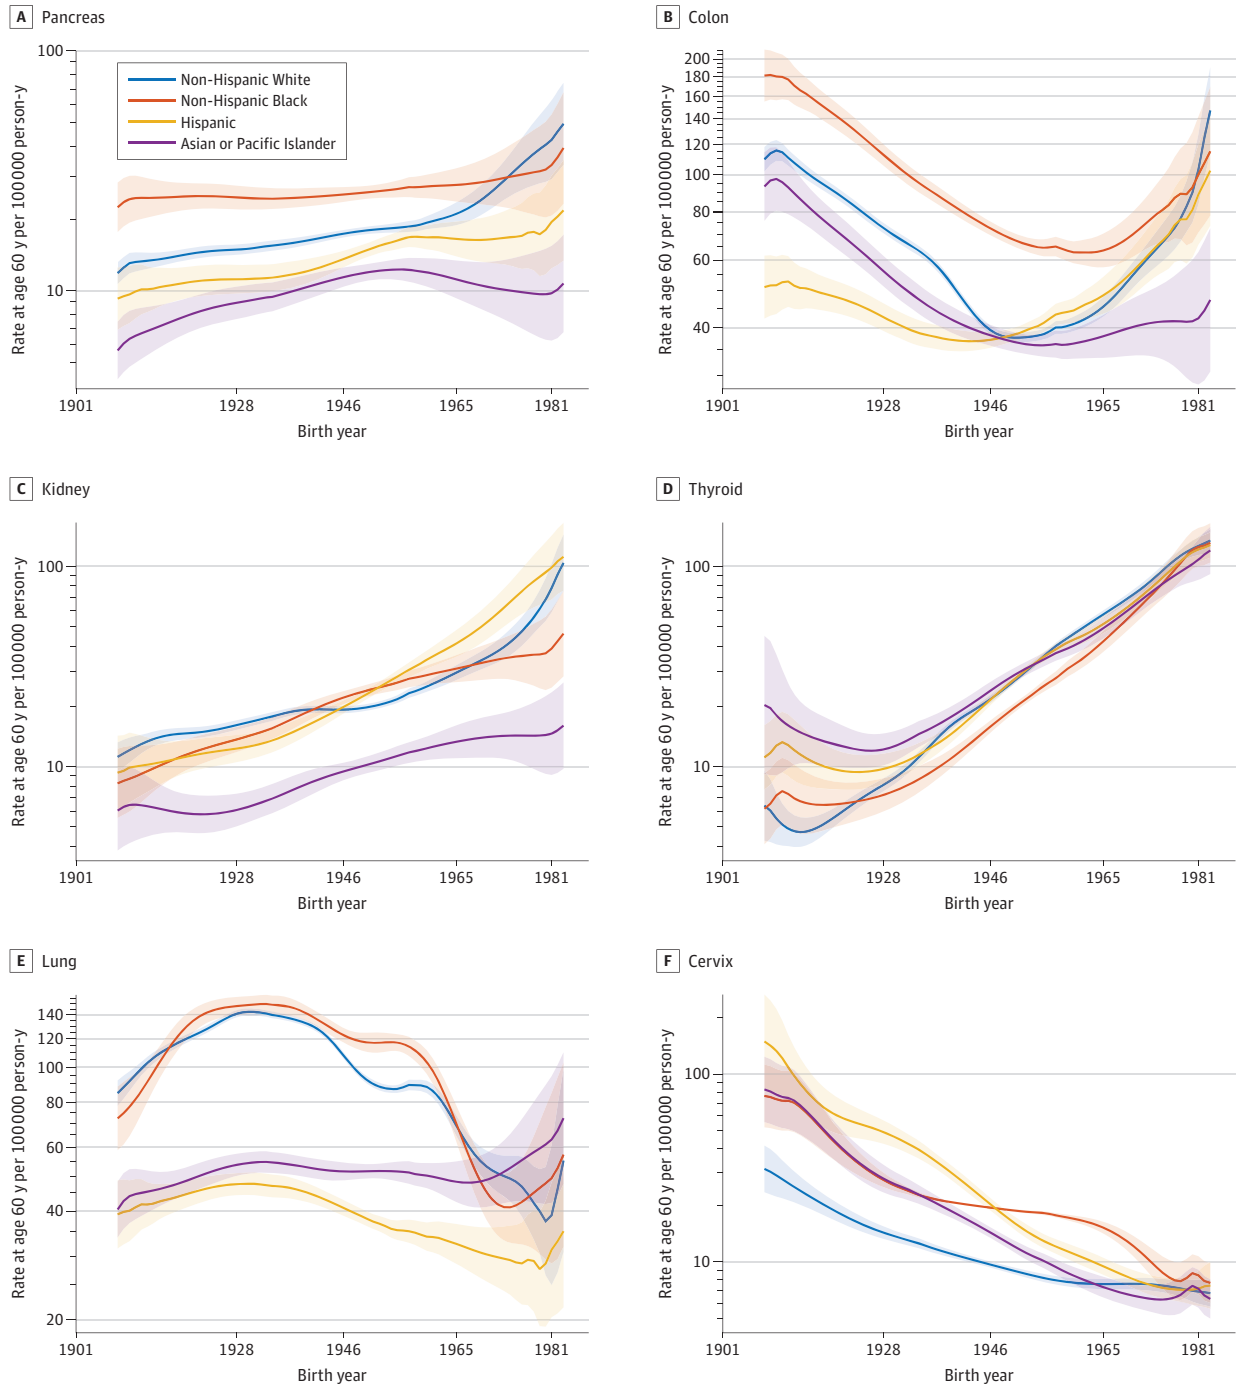 A Pancreas
100
10
Rate at age 60 y per 100 000 person-y
Non-Hispanic White
Non-Hispanic Black
Hispanic
Asian or Pacific Islander
1901 1928 1946 1965 1981
Birth year
B Colon
200
180
160
140
120
100
80
60
40
Rate at age 60 y per 100 000 person-y
1901 1928 1946 1965 1981
Birth year
C Kidney
100
10
Rate at age 60 y per 100 000 person-y
1901 1928 1946 1965 1981
Birth year
D Thyroid
100
10
Rate at age 60 y per 100 000 person-y
1901 1928 1946 1965 1981
Birth year
E Lung
140
120
100
80
60
40
20
Rate at age 60 y per 100 000 person-y
1901 1928 1946 1965 1981
Birth year
F Cervix
100
10
Rate at age 60 y per 100 000 person-y
1901 1928 1946 1965 1981
Birth year